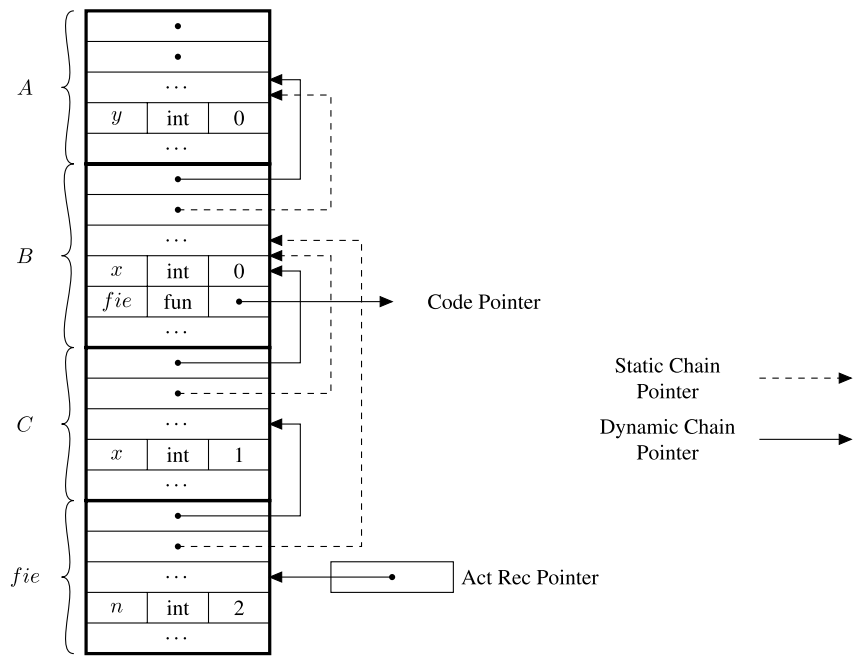 ...
A
y int 0
...
...
B
x int 0
fie fun
Code Pointer
...
Static Chain
Pointer
...
C
Dynamic Chain
Pointer
x int 1
...
...
fie
Act Rec Pointer
n int 2
...